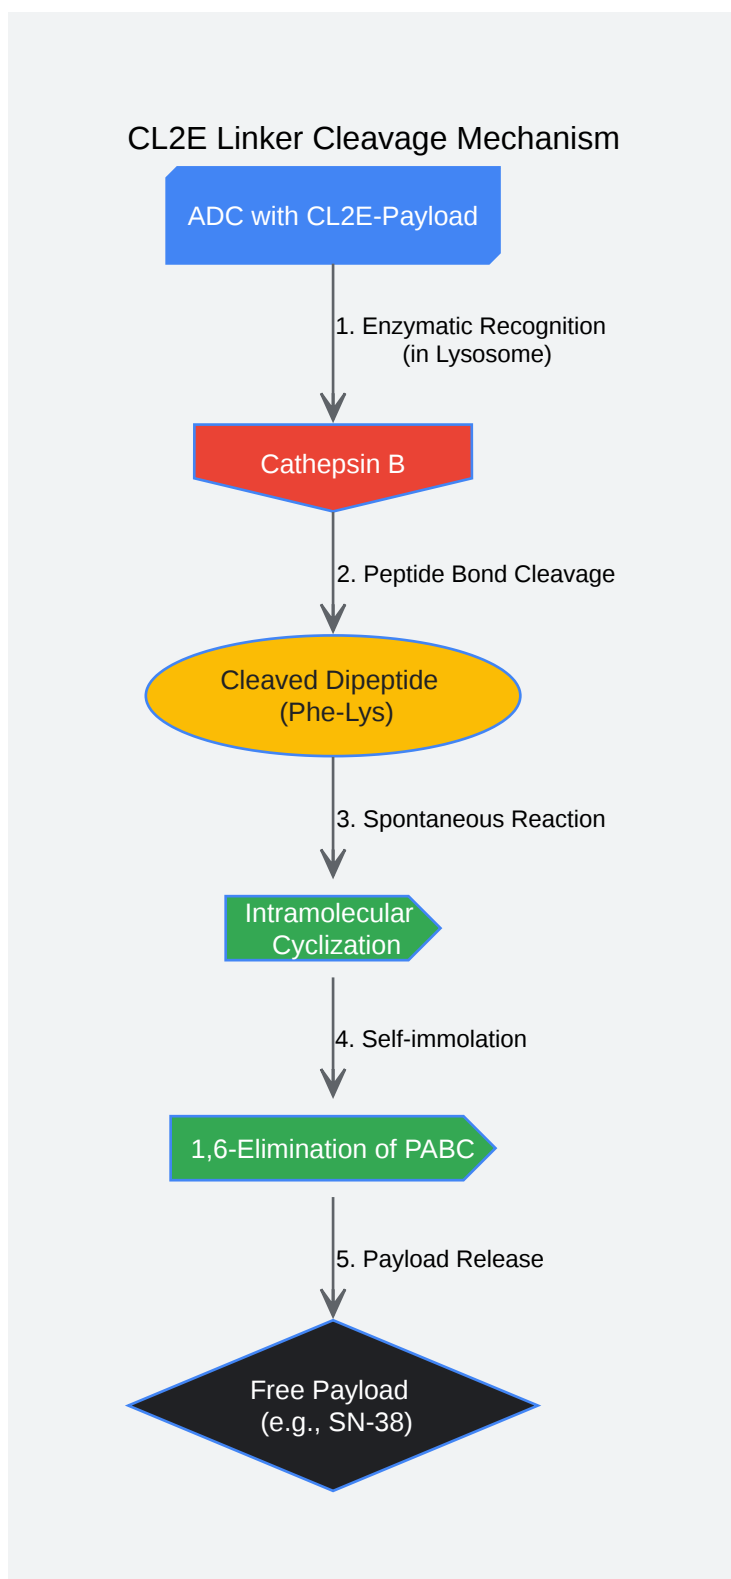 CL2E Linker Cleavage Mechanism
ADC with CL2E-Payload
1. Enzymatic Recognition
(in Lysosome)
Cathepsin B
2. Peptide Bond Cleavage
Cleaved Dipeptide
(Phe-Lys)
3. Spontaneous Reaction
Intramolecular
Cyclization
4. Self-immolation
1,6-Elimination of PABC
5. Payload Release
Free Payload
(e.g., SN-38)